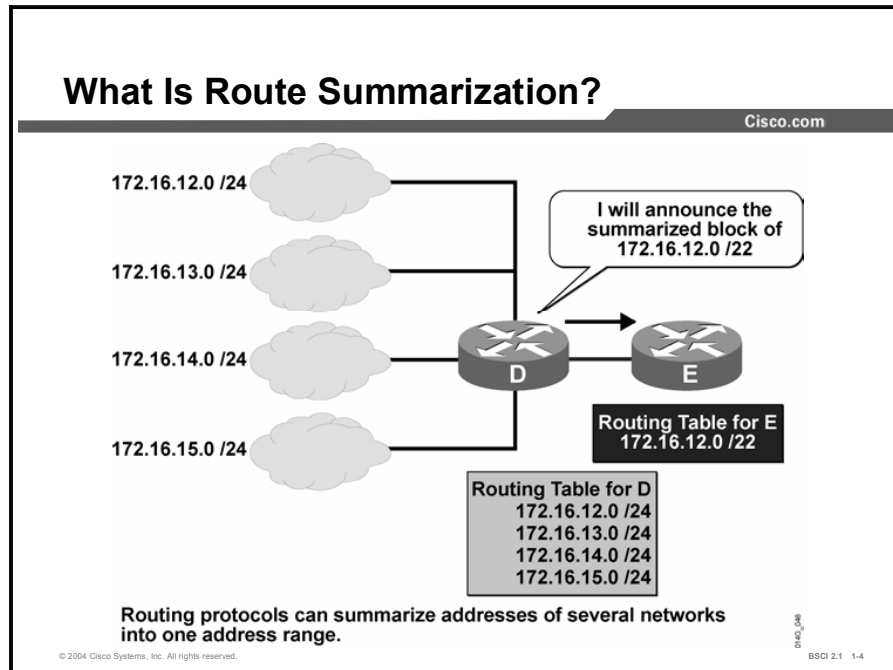 What Is Route Summarization?
Cisco.com
172.16.12.0 /24
172.16.13.0 /24
172.16.14.0 /24
172.16.15.0 /24
I will announce the
summarized block of
172.16.12.0 /22
D
E
Routing Table for E
172.16.12.0 /22
Routing Table for D
172.16.12.0 /24
172.16.13.0 /24
172.16.14.0 /24
172.16.15.0 /24
Routing protocols can summarize addresses of several networks
into one address range.
014G_046
© 2004 Cisco Systems, Inc. All rights reserved.
BSCI 2.1 1-4